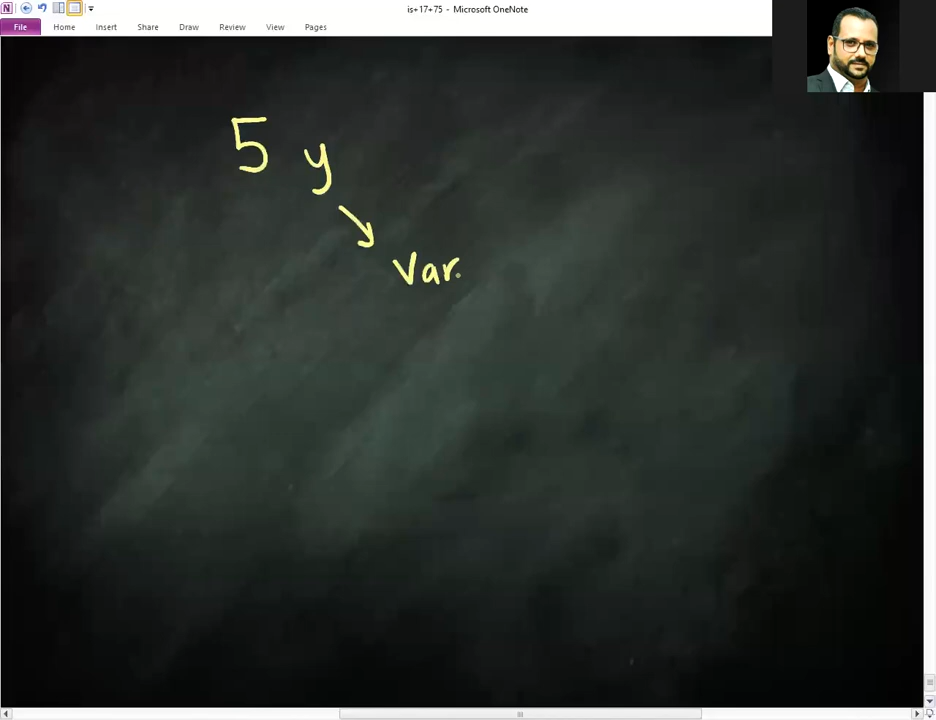 is+17+75 - Microsoft OneNote
File Home Insert Share Draw Review View Pages
5 y
Var.